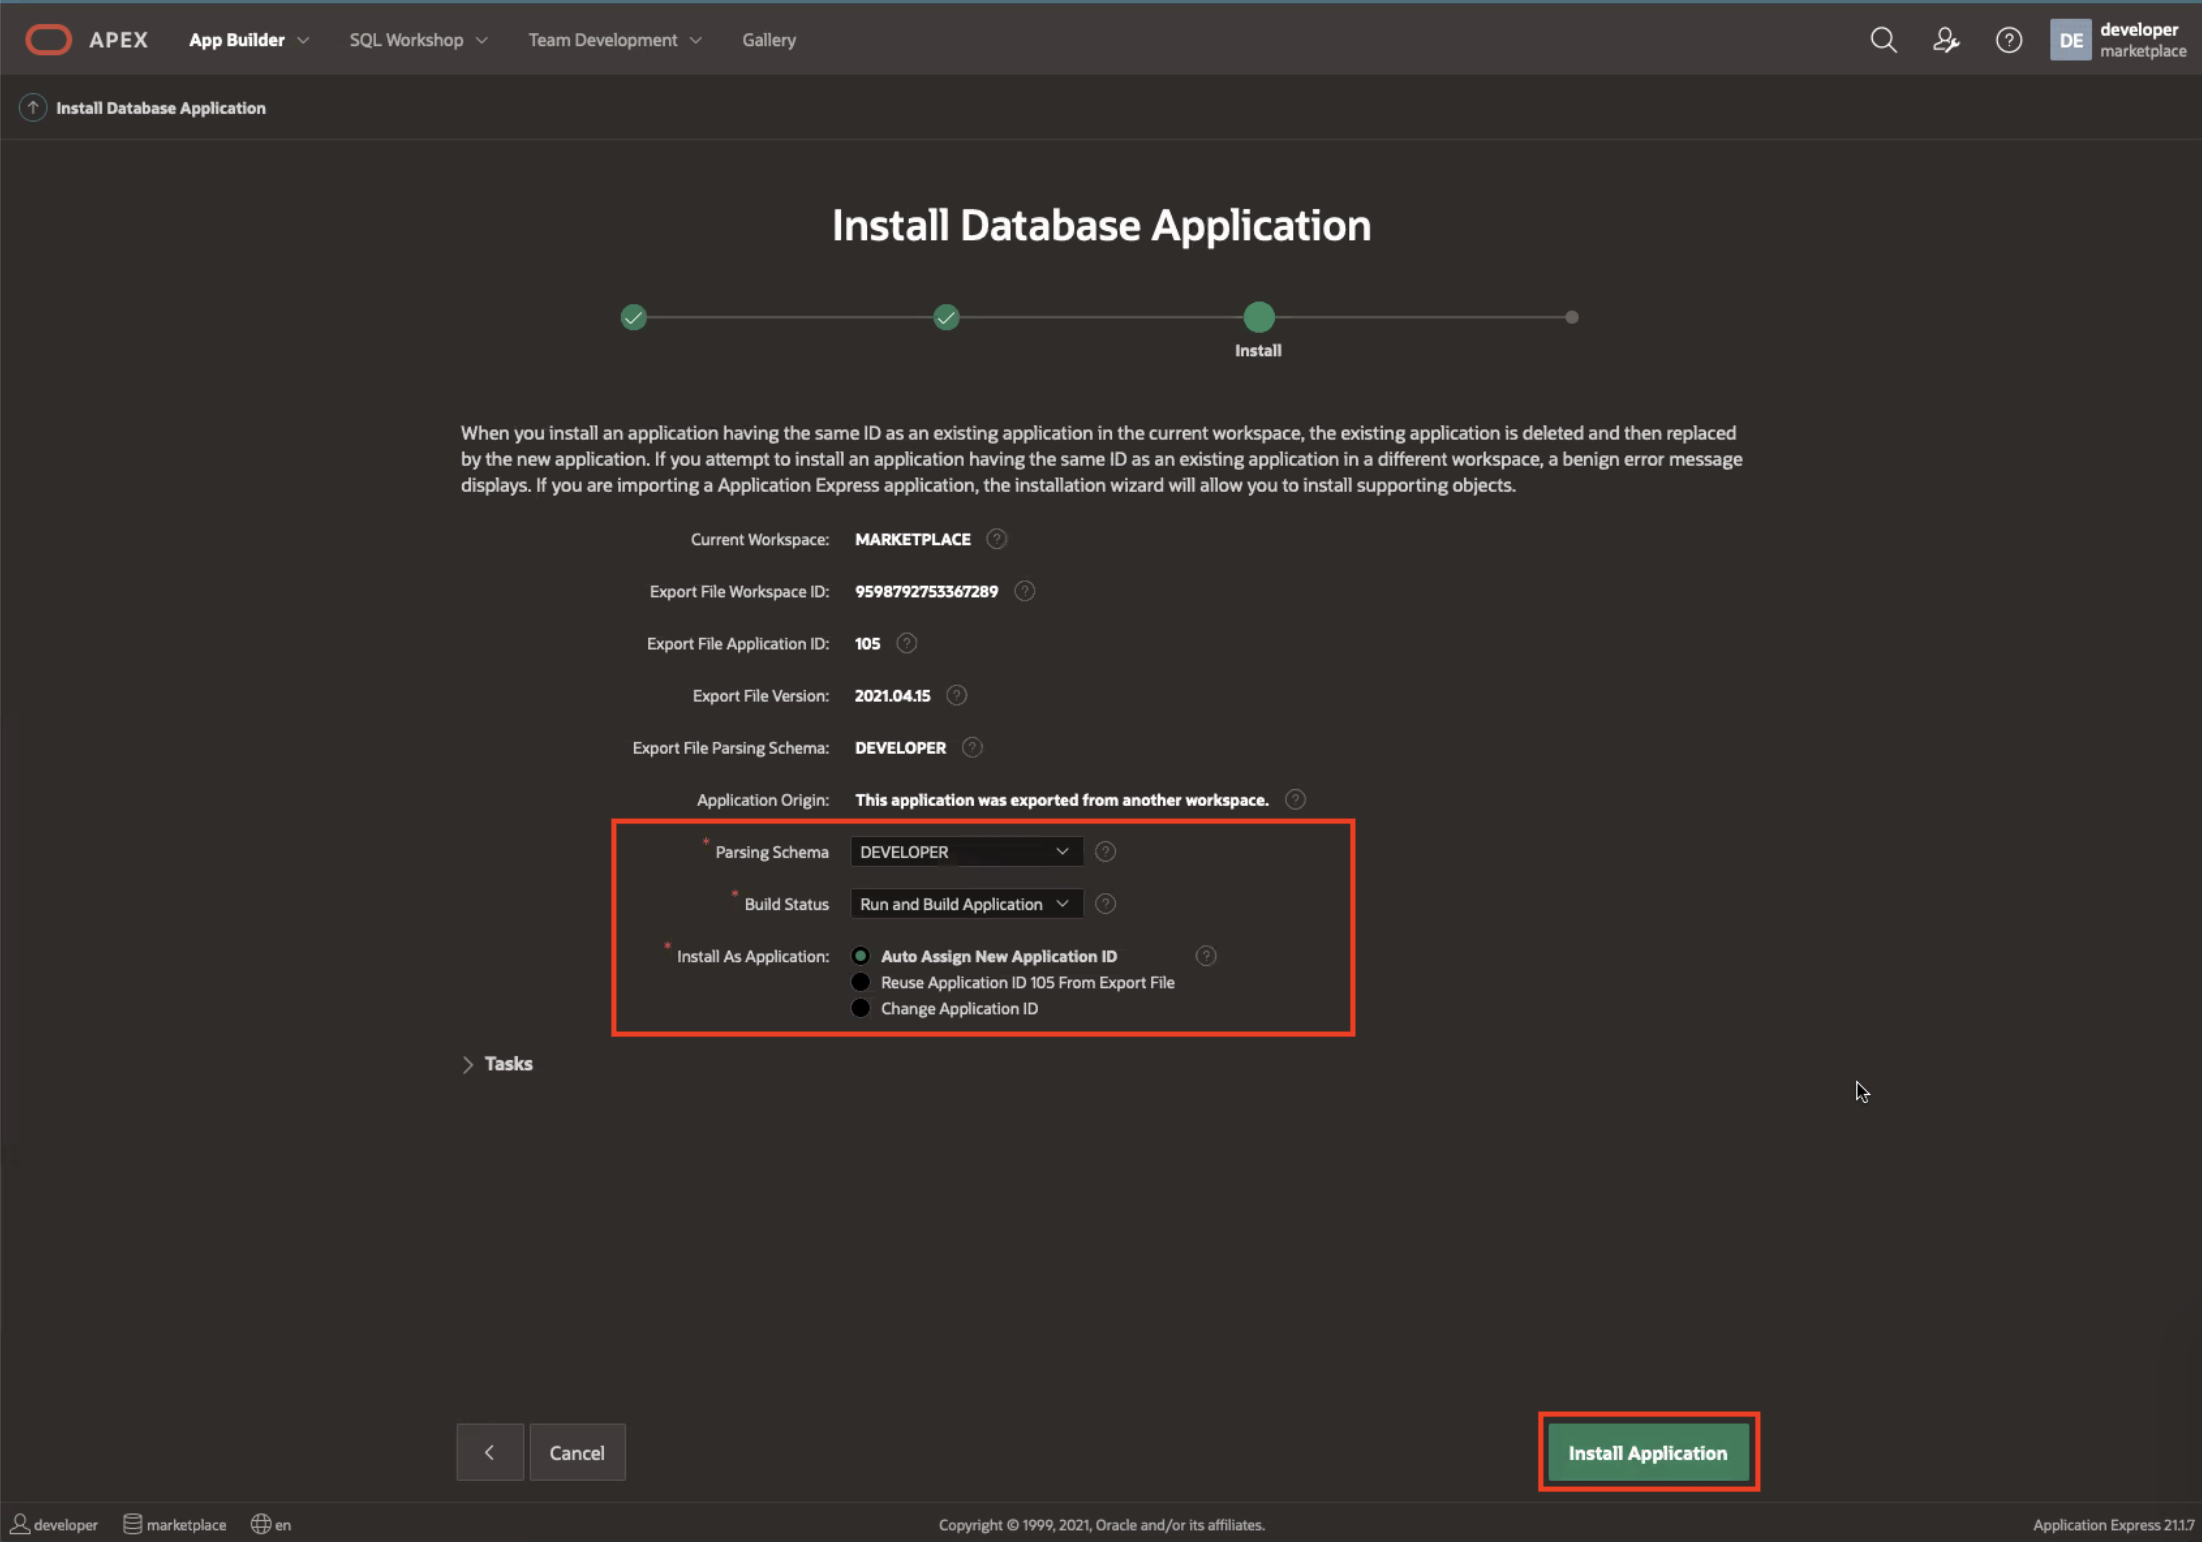 APEX App Builder SQL Workshop Team Development Gallery DE developer
marketplace
Install Database Application
Install Database Application
Install
When you install an application having the same ID as an existing application in the current workspace, the existing application is deleted and then replaced
by the new application. If you attempt to install an application having the same ID as an existing application in a different workspace, a benign error message
displays. If you are importing a Application Express application, the installation wizard will allow you to install supporting objects.
Current Workspace: MARKETPLACE ?
Export File Workspace ID: 9598792753367289 ?
Export File Application ID: 105 ?
Export File Version: 2021.04.15 ?
Export File Parsing Schema: DEVELOPER ?
Application Origin: This application was exported from another workspace. ?
* Parsing Schema DEVELOPER ?
* Build Status Run and Build Application ?
* Install As Application: Auto Assign New Application ID ?
Reuse Application ID 105 From Export File
Change Application ID
Tasks
Cancel Install Application
developer marketplace en Copyright © 1999, 2021, Oracle and/or its affiliates. Application Express 21.1.7